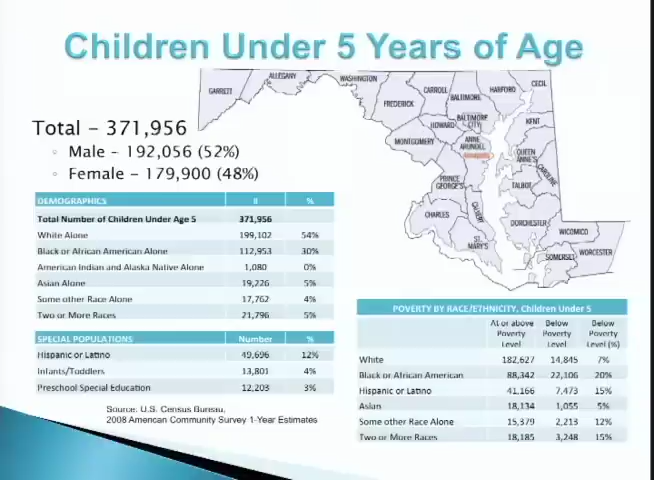 Children Under 5 Years of Age
Total – 371,956
◦ Male – 192,056 (52%)
◦ Female – 179,900 (48%)
GARRETT
ALLEGANY
WASHINGTON
FREDERICK
CARROLL
BALTIMORE
HARFORD
CECIL
BALTIMORE
CITY
HOWARD
KENT
MONTGOMERY
ANNE
ARUNDEL
QUEEN
ANNE'S
CAROLINE
PRINCE
GEORGE'S
TALBOT
CHARLES
CALVERT
ST.
MARY'S
DORCHESTER
WICOMICO
SOMERSET
WORCESTER
DEMOGRAPHICS # %
Total Number of Children Under Age 5 371,956
White Alone 199,102 54%
Black or African American Alone 112,953 30%
American Indian and Alaska Native Alone 1,080 0%
Asian Alone 19,226 5%
Some other Race Alone 17,762 4%
Two or More Races 21,796 5%
SPECIAL POPULATIONS Number %
Hispanic or Latino 49,696 12%
Infants/Toddlers 13,801 4%
Preschool Special Education 12,203 3%
Source: U.S. Census Bureau,
2008 American Community Survey 1-Year Estimates
POVERTY BY RACE/ETHNICITY, Children Under 5
At or above Poverty Level Below Poverty Level Below Poverty Level (%)
White 182,627 14,845 7%
Black or African American 88,342 22,106 20%
Hispanic or Latino 41,166 7,473 15%
Asian 18,134 1,055 5%
Some other Race Alone 15,379 2,213 12%
Two or More Races 18,185 3,248 15%